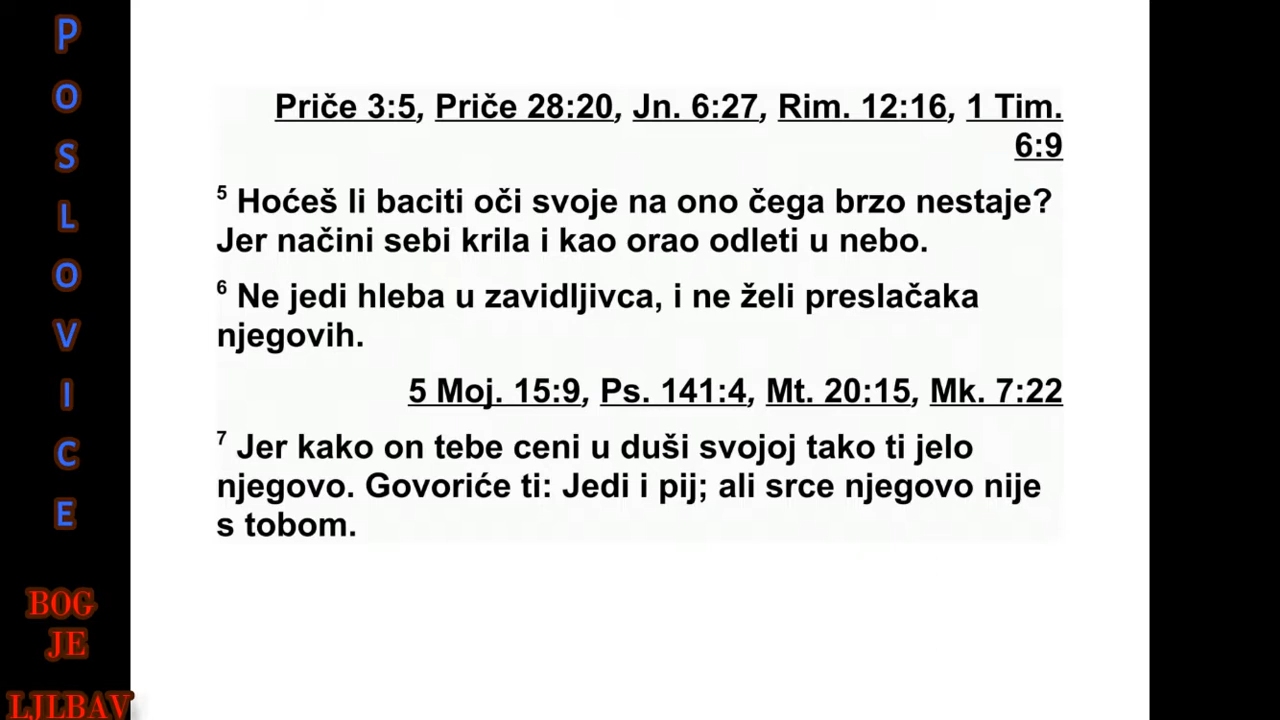 POSLOVICE
BOG
JE
LJLBAV
Priče 3:5, Priče 28:20, Jn. 6:27, Rim. 12:16, 1 Tim.
6:9
5 Hoćeš li baciti oči svoje na ono čega brzo nestaje?
Jer načini sebi krila i kao orao odleti u nebo.
6 Ne jedi hleba u zavidljivca, i ne želi preslačaka
njegovih.
5 Moj. 15:9, Ps. 141:4, Mt. 20:15, Mk. 7:22
7 Jer kako on tebe ceni u duši svojoj tako ti jelo
njegovo. Govoriće ti: Jedi i pij; ali srce njegovo nije
s tobom.